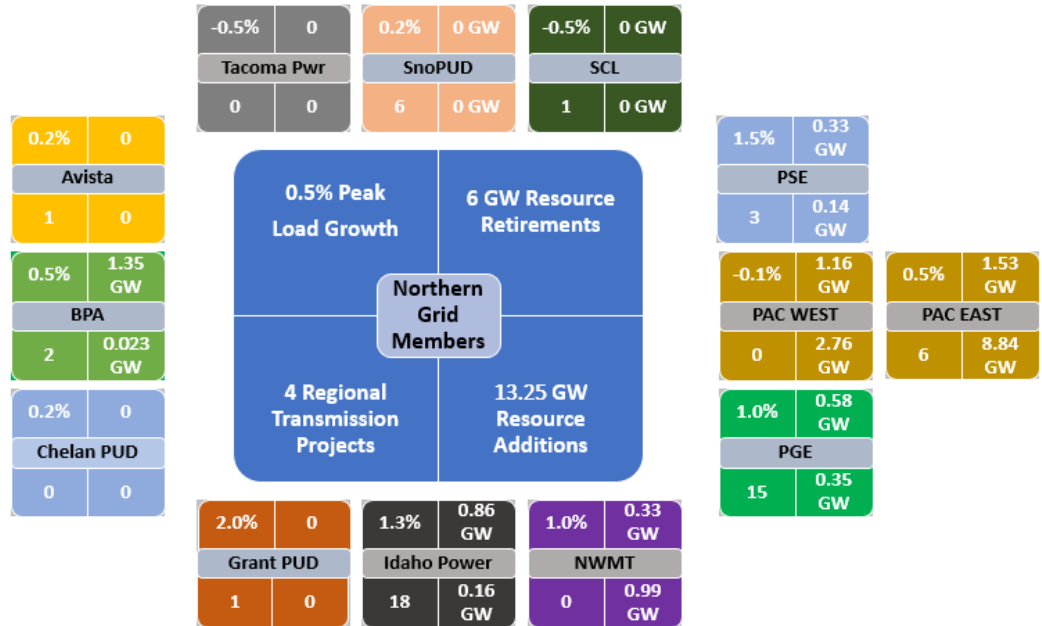 -0.5% 0
Tacoma Pwr
0 0
0.2% 0 GW
SnoPUD
6 0 GW
-0.5% 0 GW
SCL
1 0 GW
0.2% 0
Avista
1 0
0.5% 1.35
GW
BPA
2 0.023
GW
0.2% 0
Chelan PUD
0 0
0.5% Peak
Load Growth
6 GW Resource
Retirements
Northern
Grid
Members
4 Regional
Transmission
Projects
13.25 GW
Resource
Additions
1.5% 0.33
GW
PSE
3 0.14
GW
-0.1% 1.16
GW
PAC WEST
0 2.76
GW
0.5% 1.53
GW
PAC EAST
6 8.84
GW
1.0% 0.58
GW
PGE
15 0.35
GW
2.0% 0
Grant PUD
1 0
1.3% 0.86
GW
Idaho Power
18 0.16
GW
1.0% 0.33
GW
NWMT
0 0.99
GW